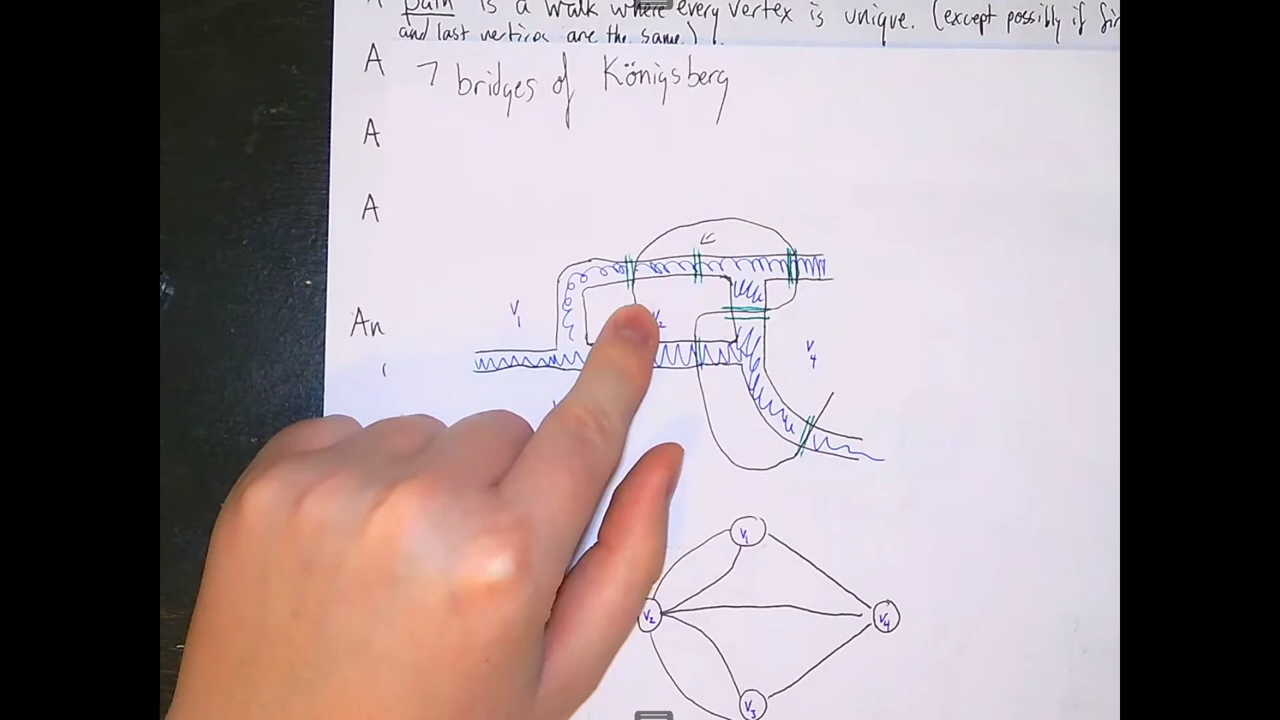 A path is a walk where every vertex is unique. (except possibly if fir
and last vertices are the same).
A 7 bridges of Königsberg
A
A
An
V1
V2
V4
V1
V2
V4
V3